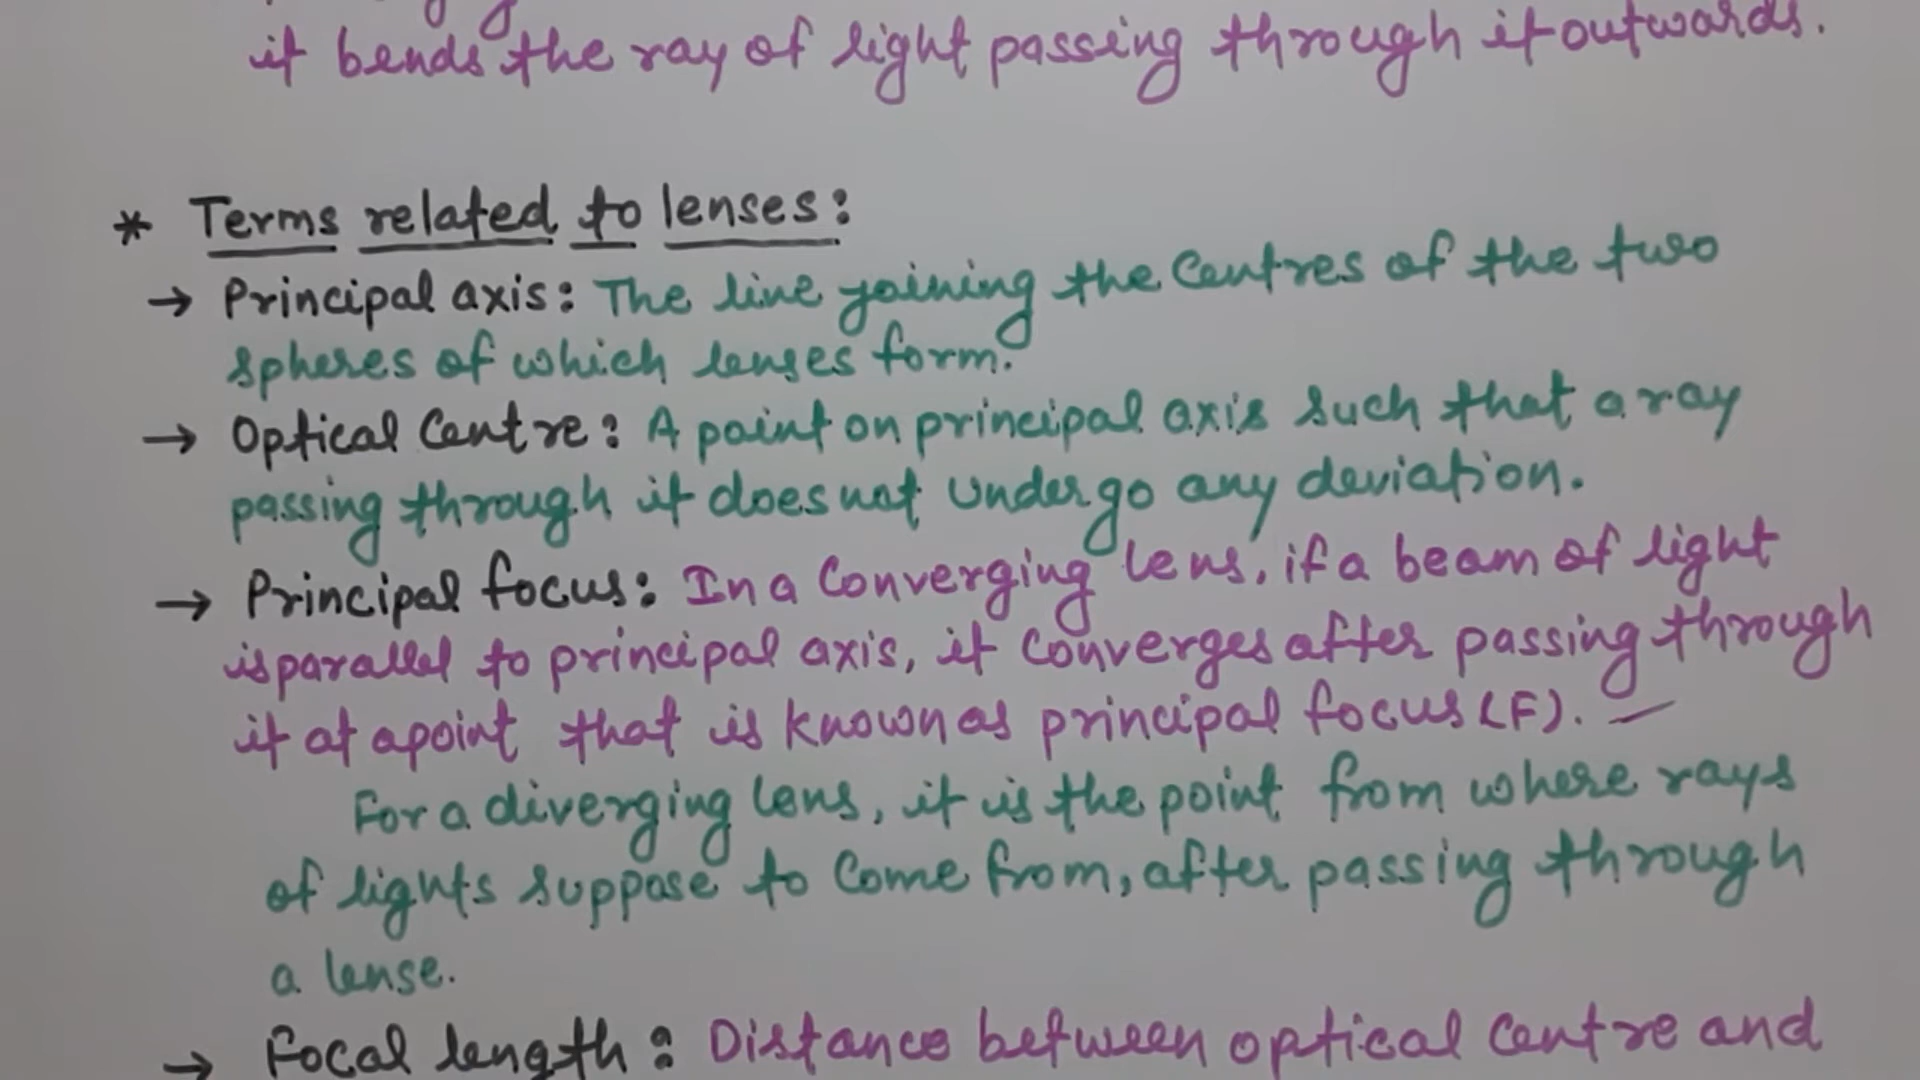 it bends the ray of light passing through it outwards.
* Terms related to lenses:
→ Principal axis: The line joining the Centres of the two
spheres of which lenses form.
→ Optical Centre: A point on principal axis such that a ray
passing through it does not undergo any deviation.
→ Principal focus: In a Converging lens, if a beam of light
is parallel to principal axis, it Converges after passing through
it at a point that is known as principal focus (F).
For a diverging lens, it is the point from where rays
of lights suppose to Come from, after passing through
a lense.
→ Focal length: Distance between optical Centre and